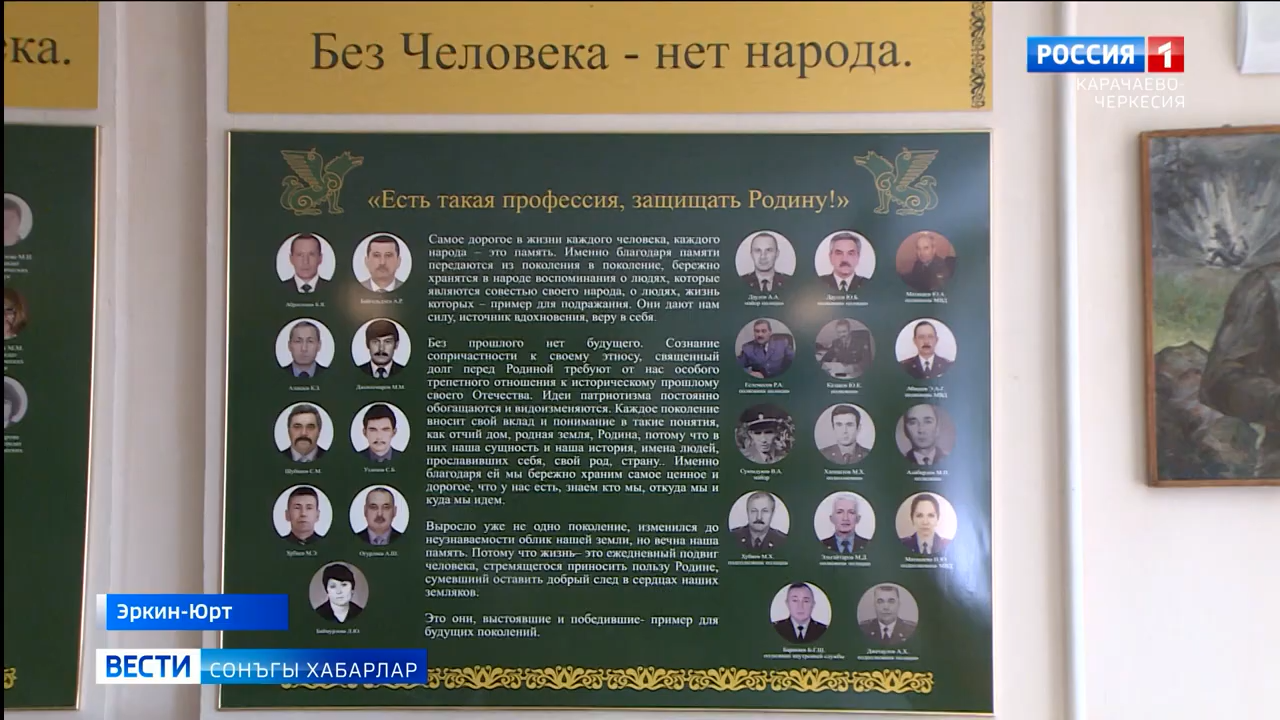 ека.
Без Человека - нет народа.
РОССИЯ 1
КАРАЧАЕВО-
ЧЕРКЕСИЯ
«Есть такая профессия, защищать Родину!»
Самое дорогое в жизни каждого человека, каждого
народа – это память. Именно благодаря памяти
передаются из поколения в поколение, бережно
хранятся в народе воспоминания о людях, которые
являются совестью своего народа, о людях, жизнь
которых – пример для подражания. Они дают нам
силу, источник вдохновения, веру в себя.
Без прошлого нет будущего. Сознание
сопричастности к своему этносу, священный
долг перед Родиной требуют от нас особого
трепетного отношения к историческому прошлому
своего Отечества. Идеи патриотизма постоянно
обогащаются и видоизменяются. Каждое поколение
вносит свой вклад и понимание в такие понятия,
как отчий дом, родная земля, Родина, потому что в
них наша сущность и наша история, имена людей,
прославивших себя, свой род, страну.. Именно
благодаря ей мы бережно храним самое ценное и
дорогое, что у нас есть, знаем кто мы, откуда мы и
куда мы идем.
Выросло уже не одно поколение, изменился до
неузнаваемости облик нашей земли, но вечна наша
память. Потому что жизнь– это ежедневный подвиг
человека, стремящегося приносить пользу Родине,
сумевший оставить добрый след в сердцах наших
земляков.
Это они, выстоявшие и победившие- пример для
будущих поколений.
Эркин-Юрт
ВЕСТИ СОНЪГЫ ХАБАРЛАР